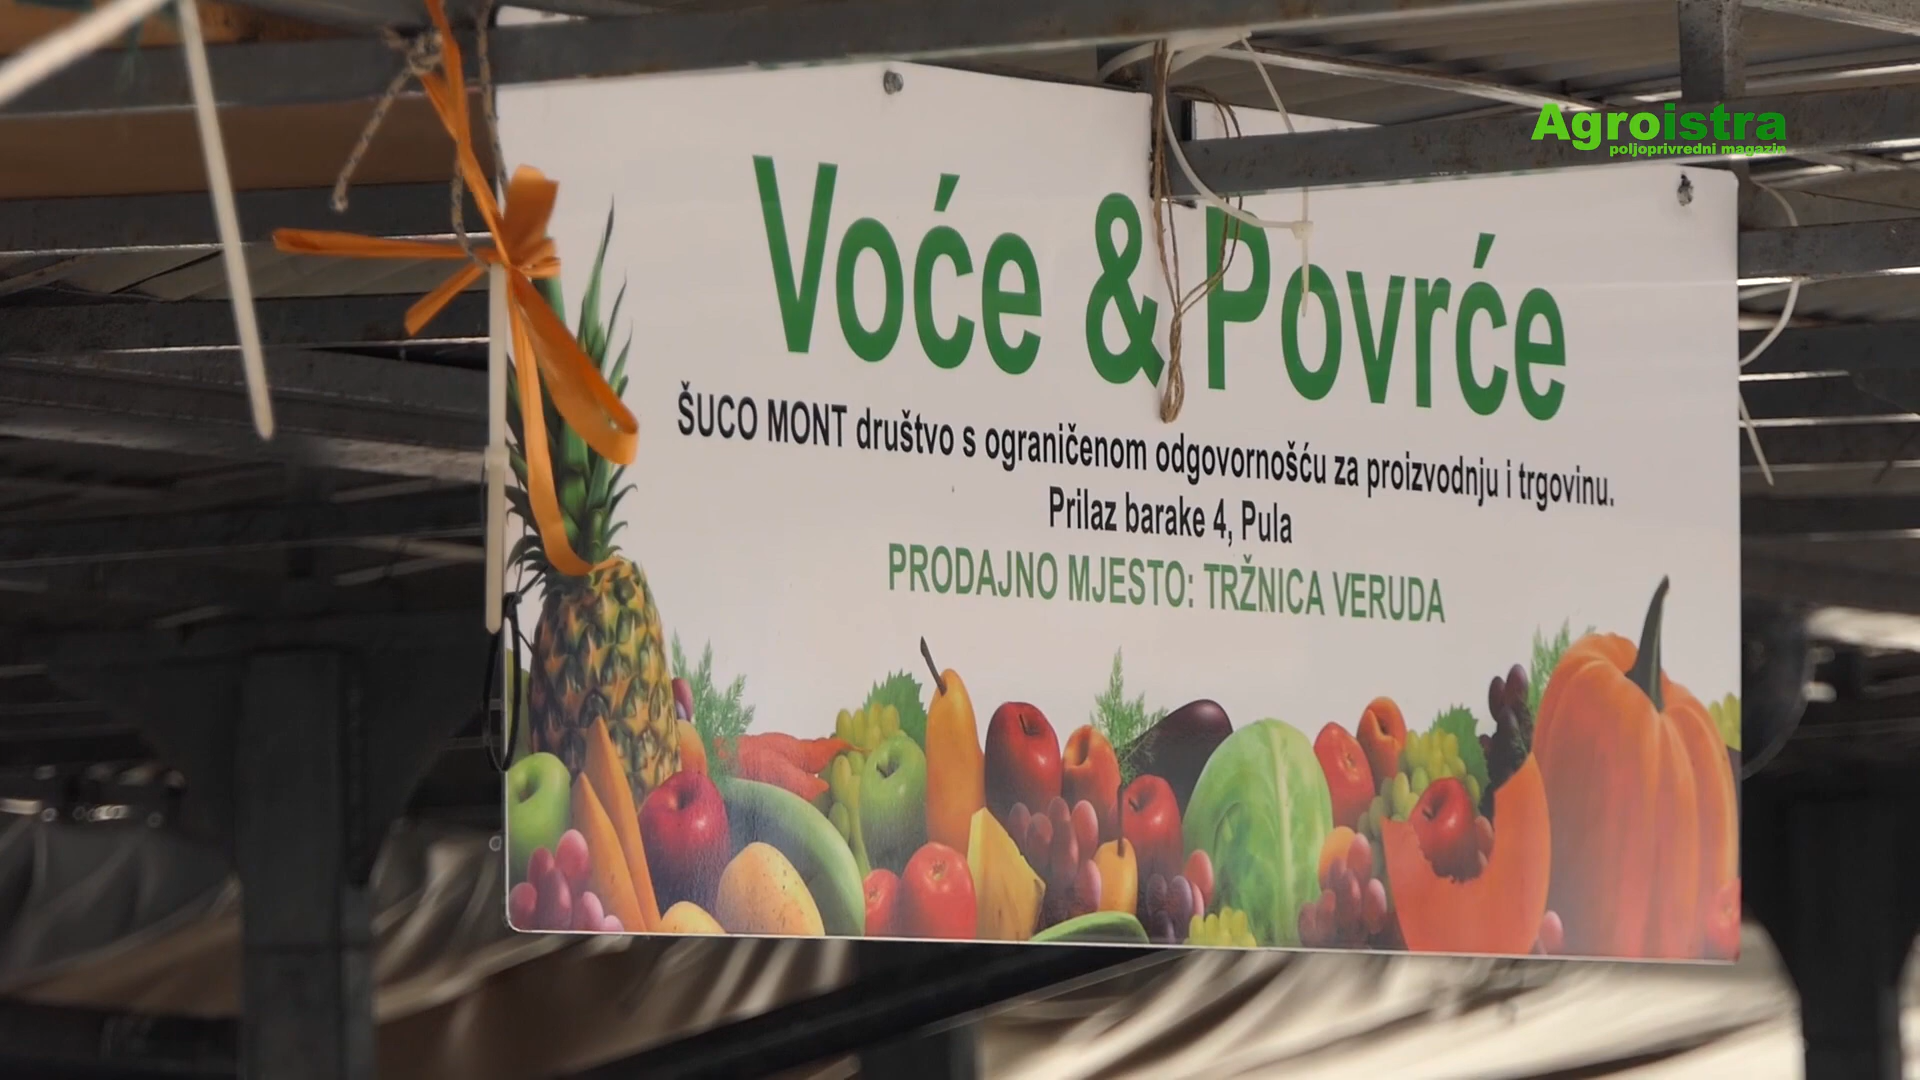 Agroistra
poljoprivredni magazin
Voće & Povrće
ŠUCO MONT društvo s ograničenom odgovornošću za proizvodnju i trgovinu.
Prilaz barake 4, Pula
PRODAJNO MJESTO: TRŽNICA VERUDA